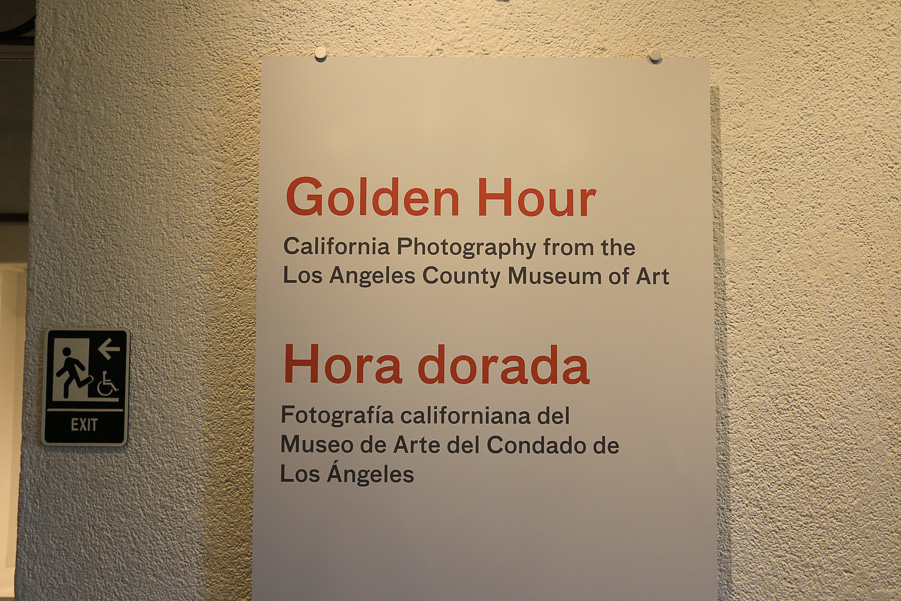 Golden Hour
California Photography from the
Los Angeles County Museum of Art
Hora dorada
Fotografía californiana del
Museo de Arte del Condado de
Los Ángeles
EXIT